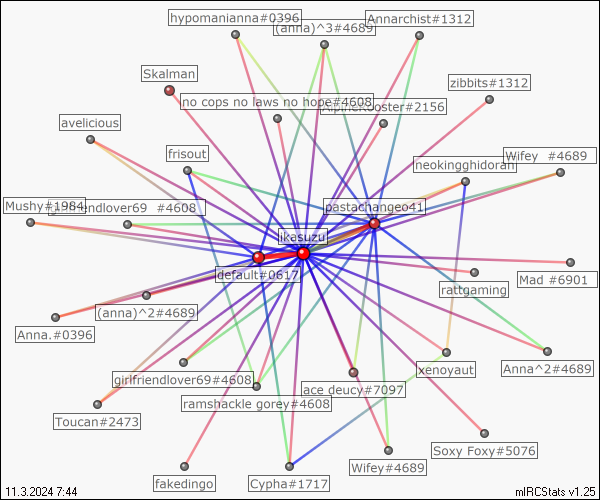 hypomanianna#0396
(anna)^3#4689
Annarchist#1312
Skalman
zibbits#1312
no cops no laws no hope#4608
ooster#2156
avelicious
frisout
neokingghidoran
Wifey #4689
Mushy#1984
friendlover69 #4608
pastachangeo41
ikasuzu
default#0617
rattgaming
Mad #6901
(anna)^2#4689
Anna.#0396
girlfriendlover69#4608
ace deucy#7097
xenoyaut
Anna^2#4689
ramshackle gorey#4608
Toucan#2473
Soxy Foxy#5076
Wifey#4689
fakedingo
Cypha#1717
11.3.2024 7:44
mIRCStats v1.25